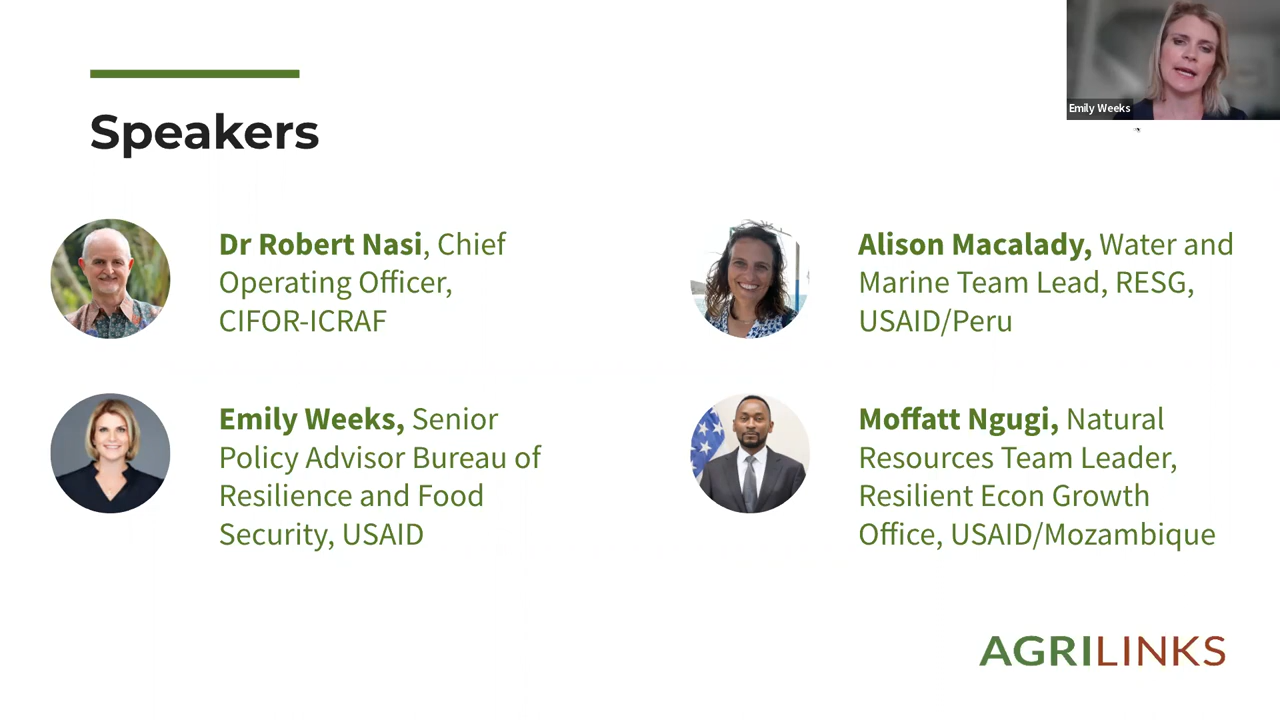 Emily Weeks
Speakers
Dr Robert Nasi, Chief
Operating Officer,
CIFOR-ICRAF
Alison Macalady, Water and
Marine Team Lead, RESG,
USAID/Peru
Emily Weeks, Senior
Policy Advisor Bureau of
Resilience and Food
Security, USAID
Moffatt Ngugi, Natural
Resources Team Leader,
Resilient Econ Growth
Office, USAID/Mozambique
AGRILINKS